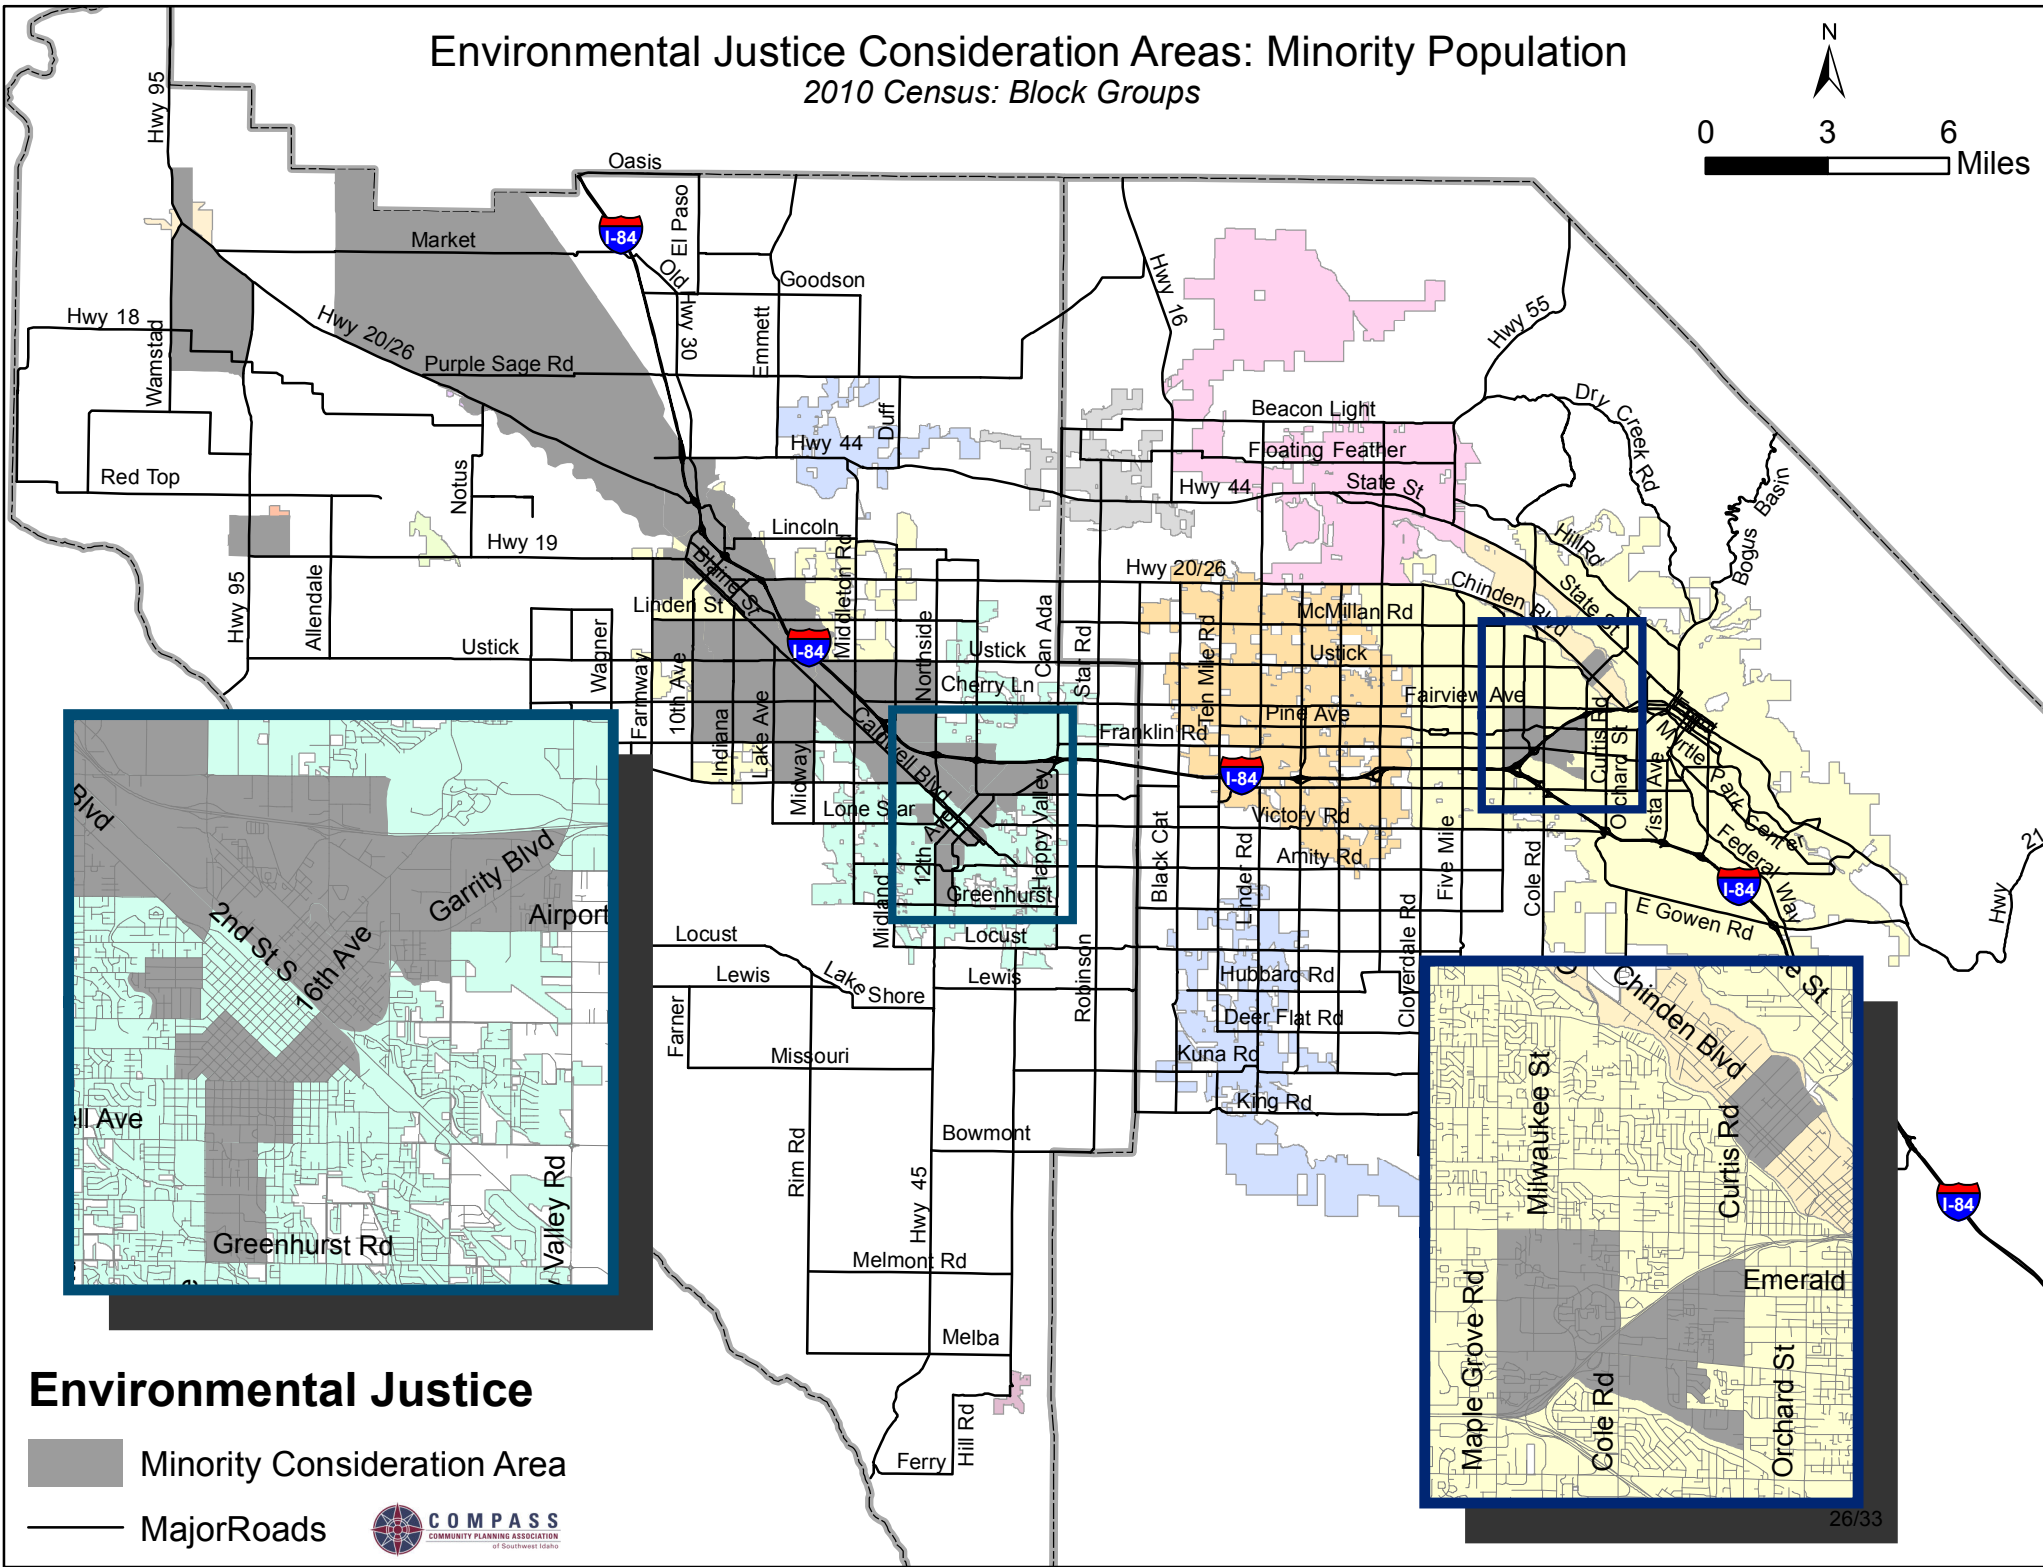 Environmental Justice Consideration Areas: Minority Population
2010 Census: Block Groups
N
0 3 6
Miles
Hwy 95
Oasis
I-84
El Paso
Old Hwy 30
Market
Goodson
Emmett
Hwy 16
Hwy 55
Hwy 18
Wamstad
Hwy 20/26
Purple Sage Rd
Duff
Beacon Light
Dry Creek Rd
Bogus Basin
Hwy 44
Floating Feather
Red Top
Notus
Hwy 44
State St
Lincoln
Hwy 19
Middleton Rd
Hill Rd
Hwy 95
Allendale
Blaine St
Hwy 20/26
Chinden Blvd
State St
Linden St
McMillan Rd
Wagner
Ustick
I-84
Northside
Ustick
Can Ada
Star Rd
Ten Mile Rd
Ustick
Farmway
10th Ave
Cherry Ln
Fairview Ave
Indiana
Lake Ave
Midway
Caldwell Blvd
Franklin Rd
Pine Ave
Curtis Rd
Orchard St
Vista Ave
Front
Myrtle
Park Center
I-84
Lone Star
Happy Valley
Victory Rd
Black Cat
Five Mile
Federal Way
12th Ave
Amity Rd
Linder Rd
Cole Rd
I-84
Midland
Greenhurst
E Gowen Rd
Hwy 21
Locust
Locust
Cloverdale Rd
Lewis
Lake Shore
Lewis
Robinson
Hubbard Rd
Farner
Deer Flat Rd
Missouri
Kuna Rd
King Rd
Rim Rd
Bowmont
Hwy 45
I-84
Melmont Rd
Melba
Hill Rd
Ferry
Blvd
Garrity Blvd
Airport
2nd St S
16th Ave
ell Ave
Greenhurst Rd
Valley Rd
e St
Chinden Blvd
Milwaukee St
Curtis Rd
Emerald
Maple Grove Rd
Cole Rd
Orchard St
26/33
Environmental Justice
Minority Consideration Area
MajorRoads
COMPASS
COMMUNITY PLANNING ASSOCIATION
of Southwest Idaho